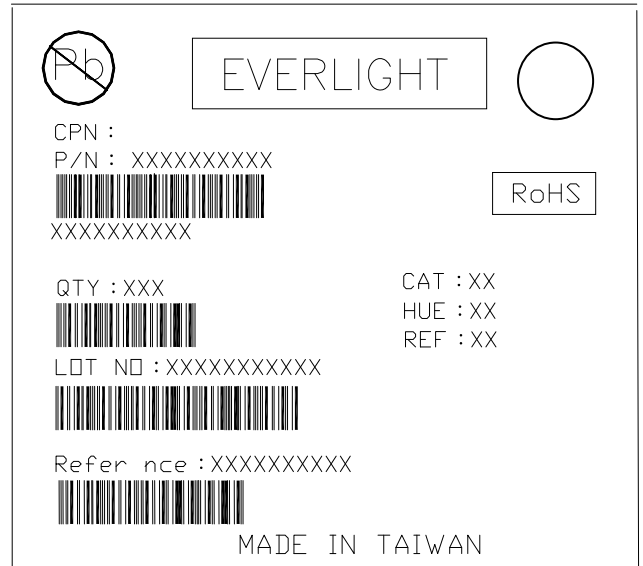 Pb
EVERLIGHT
CPN :
P/N : XXXXXXXXXX
RoHS
XXXXXXXXXX
QTY : XXX
CAT : XX
HUE : XX
REF : XX
LOT NO : XXXXXXXXXXX
Refer nce : XXXXXXXXXX
MADE IN TAIWAN